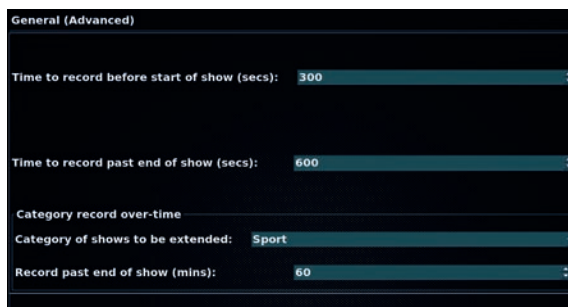 General (Advanced)
Time to record before start of show (secs): 300
Time to record past end of show (secs): 600
Category record over-time
Category of shows to be extended: Sport
Record past end of show (mins): 60